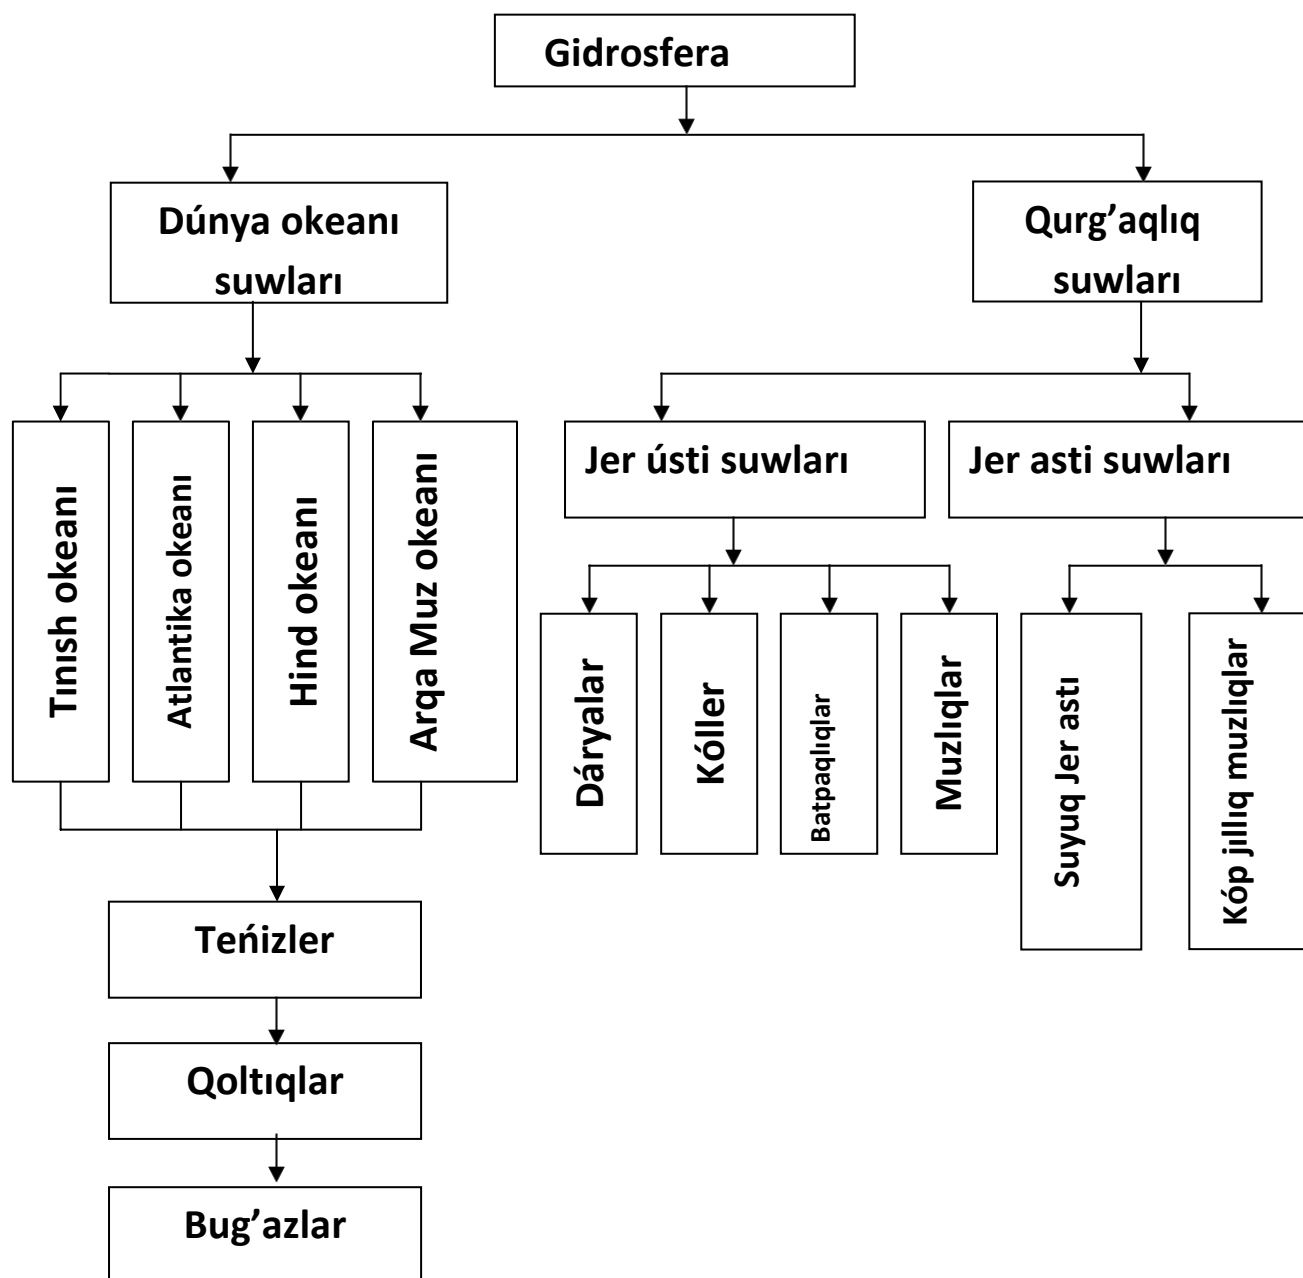 Gidrosfera
Dúnya okeanı
suwları
Qurg’aqlıq
suwları
Jer ústi suwları
Jer asti suwları
Tınısh okeanı
Atlantika okeanı
Hind okeanı
Arqa Muz okeanı
Dáryalar
Kóller
Batpaqlıqlar
Muzlıqlar
Suyuq Jer astı
Kóp jıllıq muzlıqlar
Teńizler
Qoltıqlar
Bug’azlar